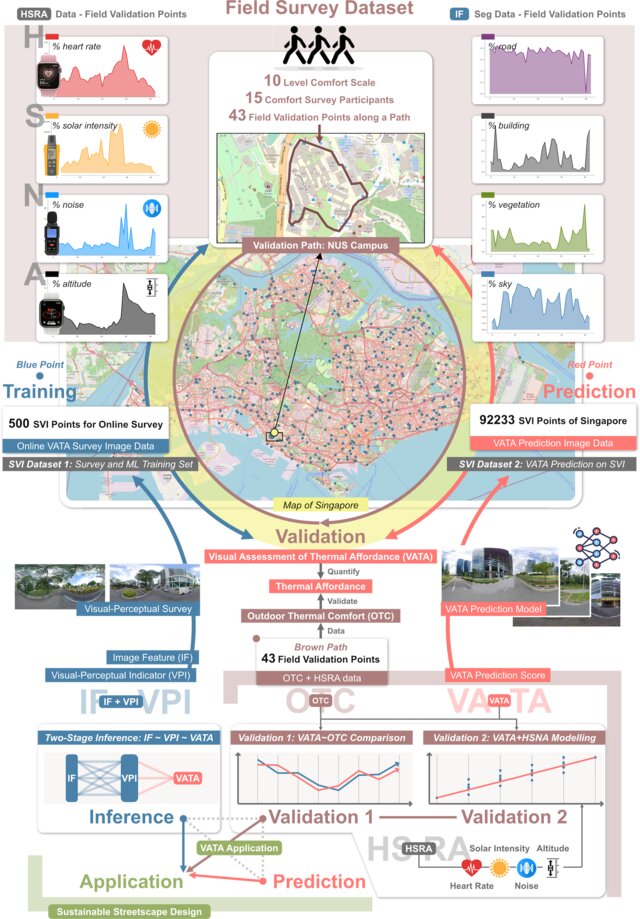 Field Survey Dataset
HSRA Data - Field Validation Points
IF Seg Data - Field Validation Points
H
% heart rate
S
% solar intensity
N
% noise
A
% altitude
10 Level Comfort Scale
15 Comfort Survey Participants
43 Field Validation Points along a Path
Validation Path: NUS Campus
% road
% building
% vegetation
% sky
Blue Point
Training
500 SVI Points for Online Survey
Online VATA Survey Image Data
SVI Dataset 1: Survey and ML Training Set
Red Point
Prediction
92233 SVI Points of Singapore
VATA Prediction Image Data
SVI Dataset 2: VATA Prediction on SVI
Map of Singapore
Validation
Visual Assessment of Thermal Affordance (VATA)
Quantify
Thermal Affordance
Validate
Outdoor Thermal Comfort (OTC)
Data
Brown Path
43 Field Validation Points
OTC + HSRA data
Visual-Perceptual Survey
Image Feature (IF)
Visual-Perceptual Indicator (VPI)
IF VPI
IF + VPI
VATA Prediction Model
VATA Prediction Score
OTC
OTC
VATA TA
VATA
Two-Stage Inference: IF ~ VPI ~ VATA
IF
VPI
VATA
Inference
Validation 1: VATA~OTC Comparison
Validation 1
Validation 2: VATA+HSNA Modelling
Validation 2
VATA Application
HSRA
HSRA
Solar Intensity
Altitude
Heart Rate
Noise
Application
Prediction
Sustainable Streetscape Design